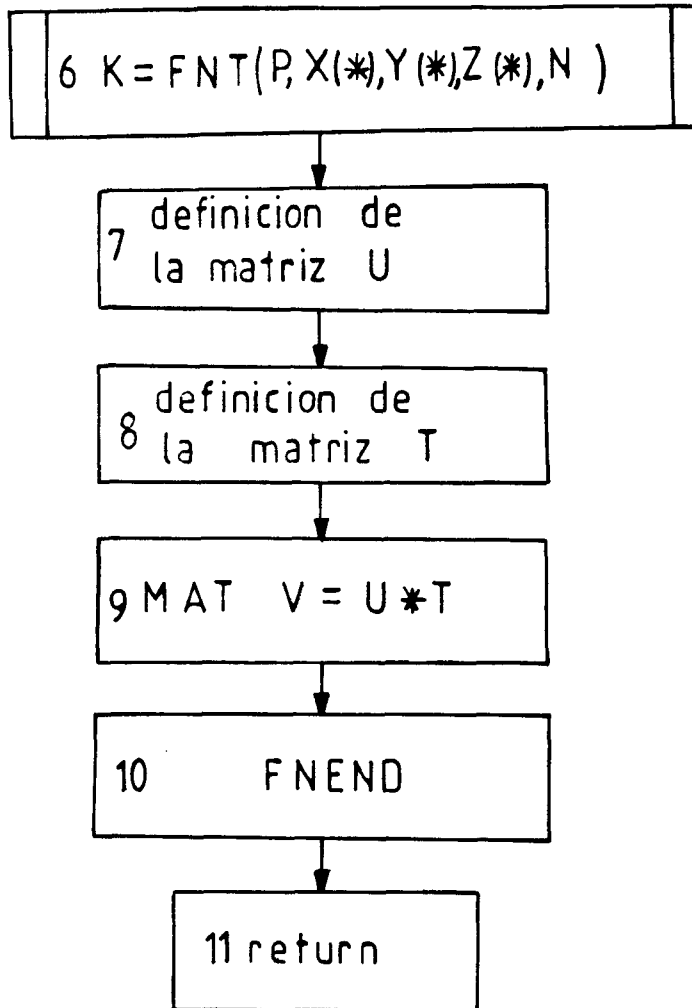 6 K = FNT(P, X(*), Y(*), Z(*), N )
7 definicion de
la matriz U
8 definicion de
la matriz T
9 MAT V = U * T
10 FNEND
11 return